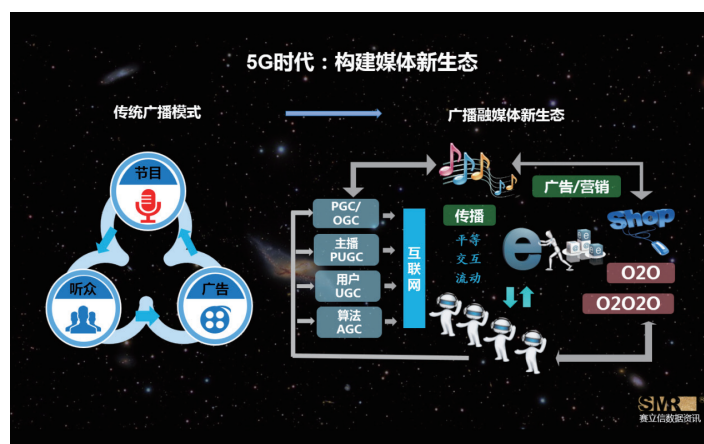 5G时代：构建媒体新生态
传统广播模式
广播融媒体新生态
节目
听众
广告
PGC/
OGC
主播
PUGC
用户
UGC
算法
AGC
互
联
网
传播
平等
交互
流动
广告/营销
e
Shop
O2O
O2O2O
SMR
赛立信数据资讯